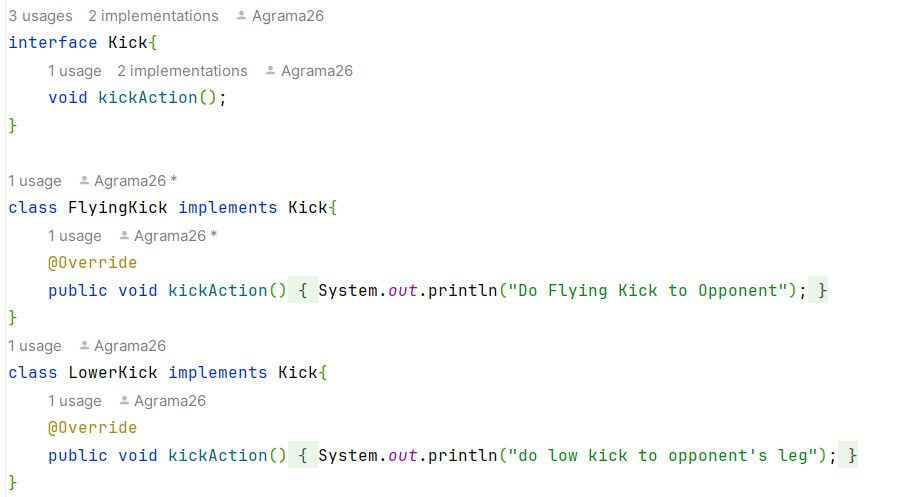 3 usages 2 implementations Agrama26
interface Kick{
1 usage 2 implementations Agrama26
void kickAction();
}
1 usage Agrama26 *
class FlyingKick implements Kick{
1 usage Agrama26 *
@Override
public void kickAction() { System.out.println("Do Flying Kick to Opponent"); }
}
1 usage Agrama26
class LowerKick implements Kick{
1 usage Agrama26
@Override
public void kickAction() { System.out.println("do low kick to opponent's leg"); }
}